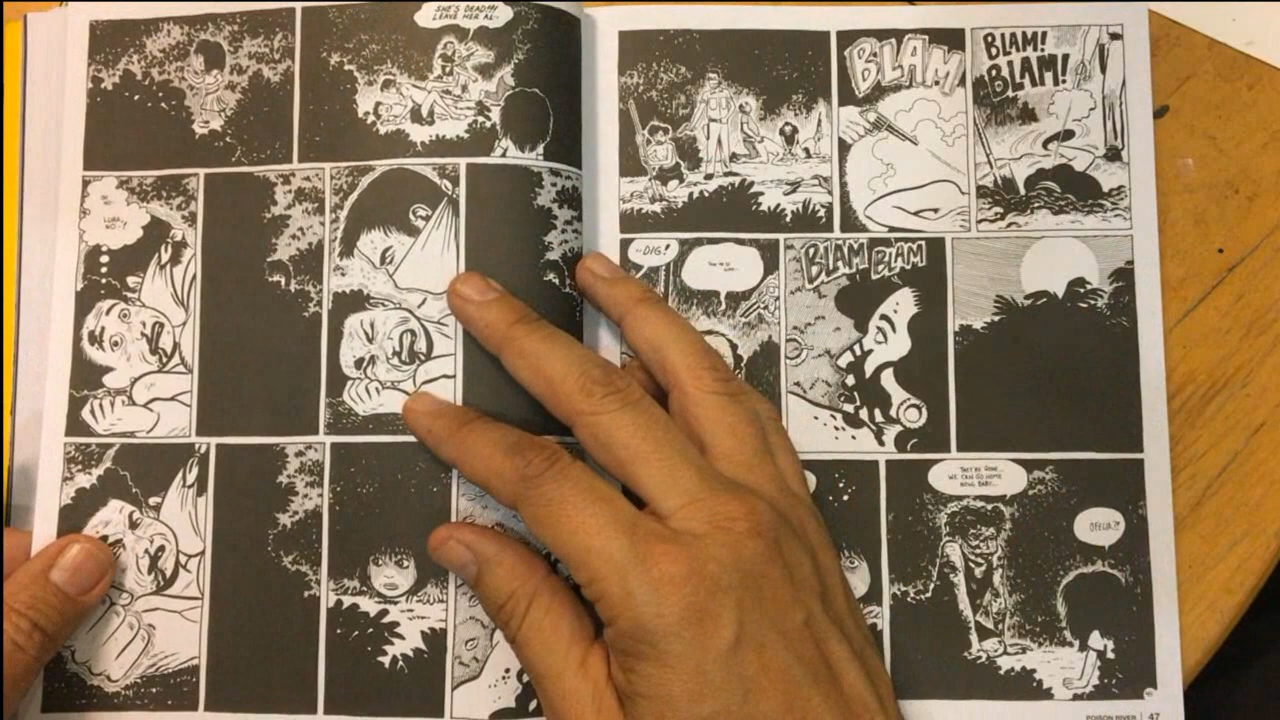 SHE'S DEAD!!!
LEAVE HER AL-
NO-
LUBA,
NO-?
BLAM
BLAM!
BLAM!
--DIG!
BLAM BLAM
THEY'RE GONE...
WE CAN GO HOME
NOW, BABY...
OFELIA?!
POISON RIVER | 47